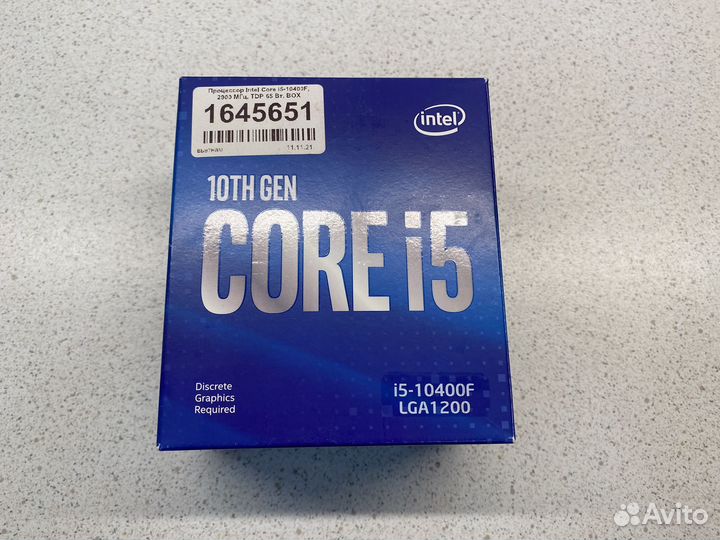 Процессор Intel Core i5-10400F,
2900 МГц, TDP 65 Вт, BOX
1645651
ВЬЕТНАМ 11.11.21
intel
10TH GEN
CORE i5
Discrete
Graphics
Required
i5-10400F
LGA1200
Avito